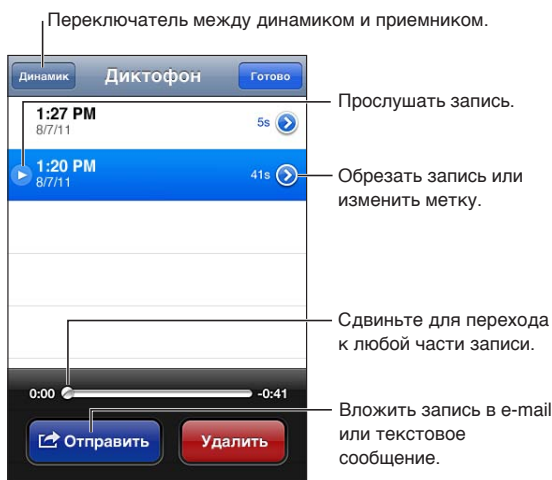 Переключатель между динамиком и приемником.
Динамик
Диктофон
Готово
1:27 PM
8/7/11
5s
Прослушать запись.
1:20 PM
8/7/11
41s
Обрезать запись или
изменить метку.
Сдвиньте для перехода
к любой части записи.
0:00
-0:41
Отправить
Удалить
Вложить запись в e-mail
или текстовое
сообщение.